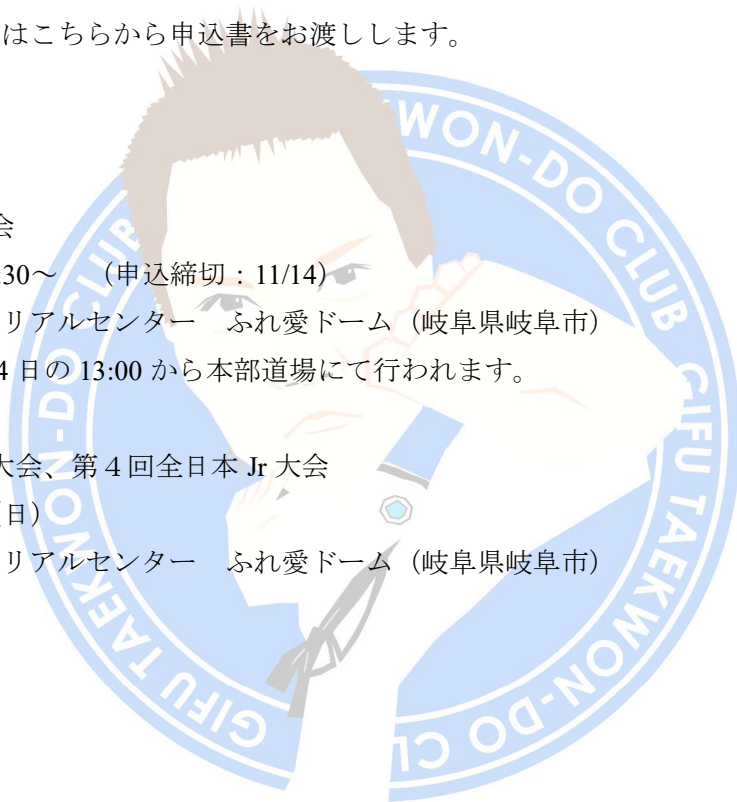 はこちらから申込書をお渡しします。
会
:30～ （申込締切：11/14）
リアルセンター ふれ愛ドーム（岐阜県岐阜市）
4 日の 13:00 から本部道場にて行われます。
大会、第４回全日本 Jr 大会
日）
リアルセンター ふれ愛ドーム（岐阜県岐阜市）
GIFU TAEKWON-DO CLUB
GIFU TAEKWON-DO CLUB